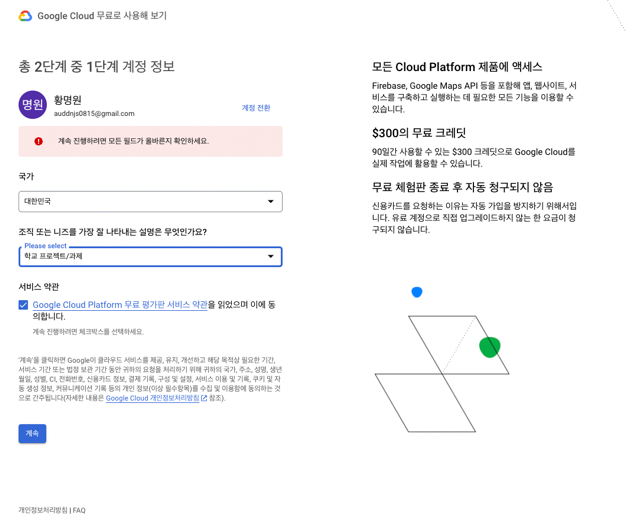 Google Cloud 무료로 사용해 보기
총 2단계 중 1단계 계정 정보
명원
황명원
auddnjs0815@gmail.com
계정 전환
계속 진행하려면 모든 필드가 올바른지 확인하세요.
국가
대한민국
조직 또는 니즈를 가장 잘 나타내는 설명은 무엇인가요?
Please select
학교 프로젝트/과제
서비스 약관
Google Cloud Platform 무료 평가판 서비스 약관을 읽었으며 이에 동
의합니다.
계속 진행하려면 체크박스를 선택하세요.
'계속'을 클릭하면 Google이 클라우드 서비스를 제공, 유지, 개선하고 해당 목적상 필요한 기간,
서비스 기간 또는 법정 보관 기간 동안 귀하의 요청을 처리하기 위해 귀하의 국가, 주소, 성명, 생년
월일, 성별, CI, 전화번호, 신용카드 정보, 결제 기록, 구성 및 설정, 서비스 이용 및 기록, 쿠키 및 자
동 생성 정보, 커뮤니케이션 기록 등의 개인 정보(이상 필수항목)를 수집 및 이용함에 동의하는 것
으로 간주됩니다(자세한 내용은 Google Cloud 개인정보처리방침 참조).
계속
모든 Cloud Platform 제품에 액세스
Firebase, Google Maps API 등을 포함해 앱, 웹사이트, 서
비스를 구축하고 실행하는 데 필요한 모든 기능을 이용할 수
있습니다.
$300의 무료 크레딧
90일간 사용할 수 있는 $300 크레딧으로 Google Cloud를
실제 작업에 활용할 수 있습니다.
무료 체험판 종료 후 자동 청구되지 않음
신용카드를 요청하는 이유는 자동 가입을 방지하기 위해서입
니다. 유료 계정으로 직접 업그레이드하지 않는 한 요금이 청
구되지 않습니다.
개인정보처리방침 | FAQ